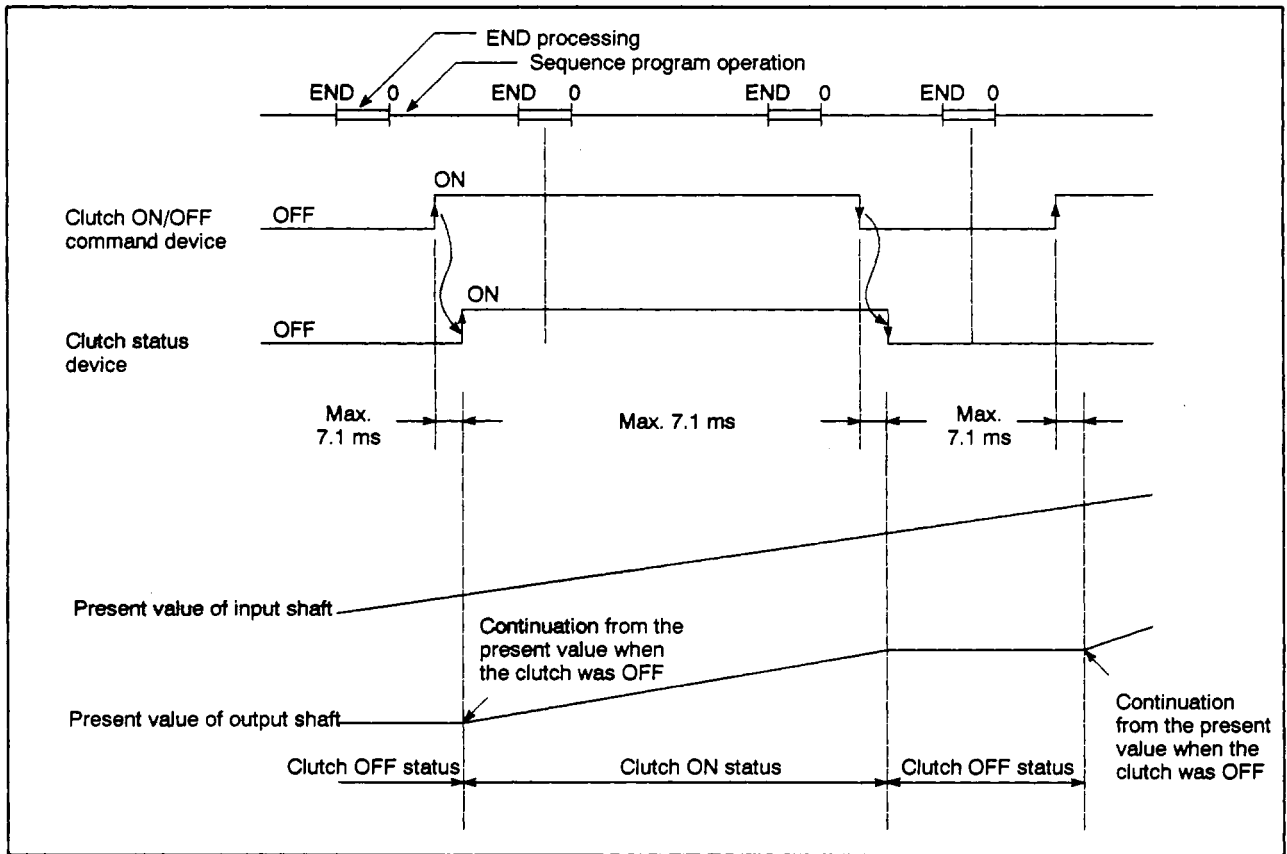 END processing
Sequence program operation
END 0 END 0 END 0 END 0
ON
Clutch ON/OFF
command device
OFF
ON
Clutch status
device
OFF
Max.
7.1 ms
Max. 7.1 ms
Max.
7.1 ms
Present value of input shaft
Continuation from the
present value when
the clutch was OFF
Present value of output shaft
Continuation
from the present
value when the
clutch was OFF
Clutch OFF status
Clutch ON status
Clutch OFF status